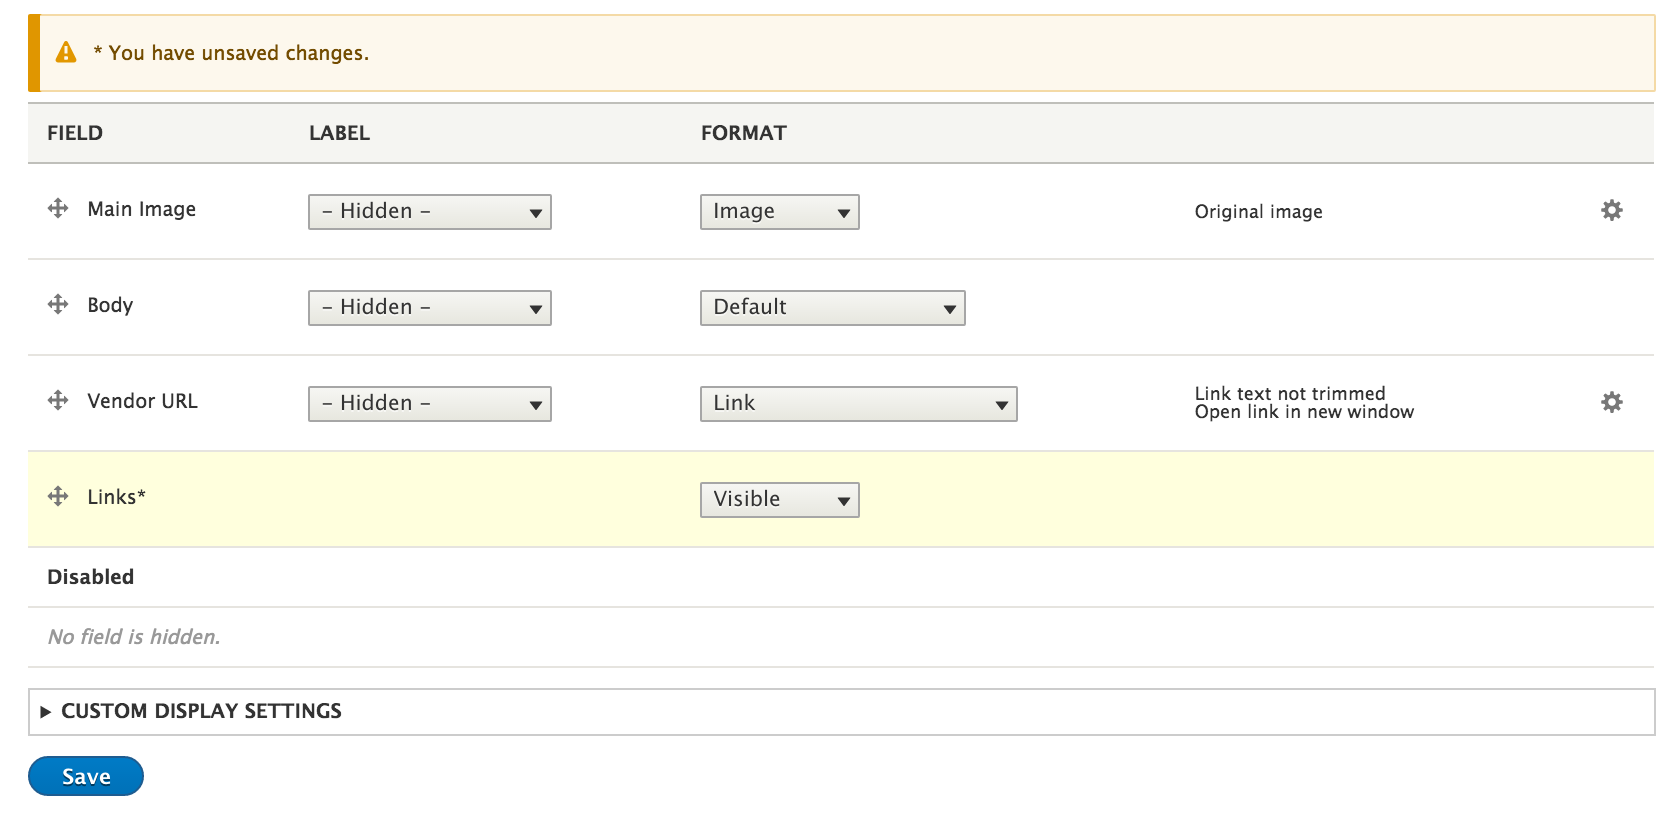 * You have unsaved changes.
FIELD LABEL FORMAT
Main Image - Hidden - Image Original image
Body - Hidden - Default
Vendor URL - Hidden - Link Link text not trimmed
Open link in new window
Links* Visible
Disabled
No field is hidden.
CUSTOM DISPLAY SETTINGS
Save